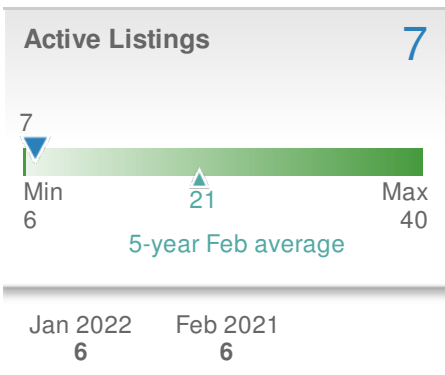 Active Listings 7
7
Min Max
6 21 40
5-year Feb average
Jan 2022 Feb 2021
6 6